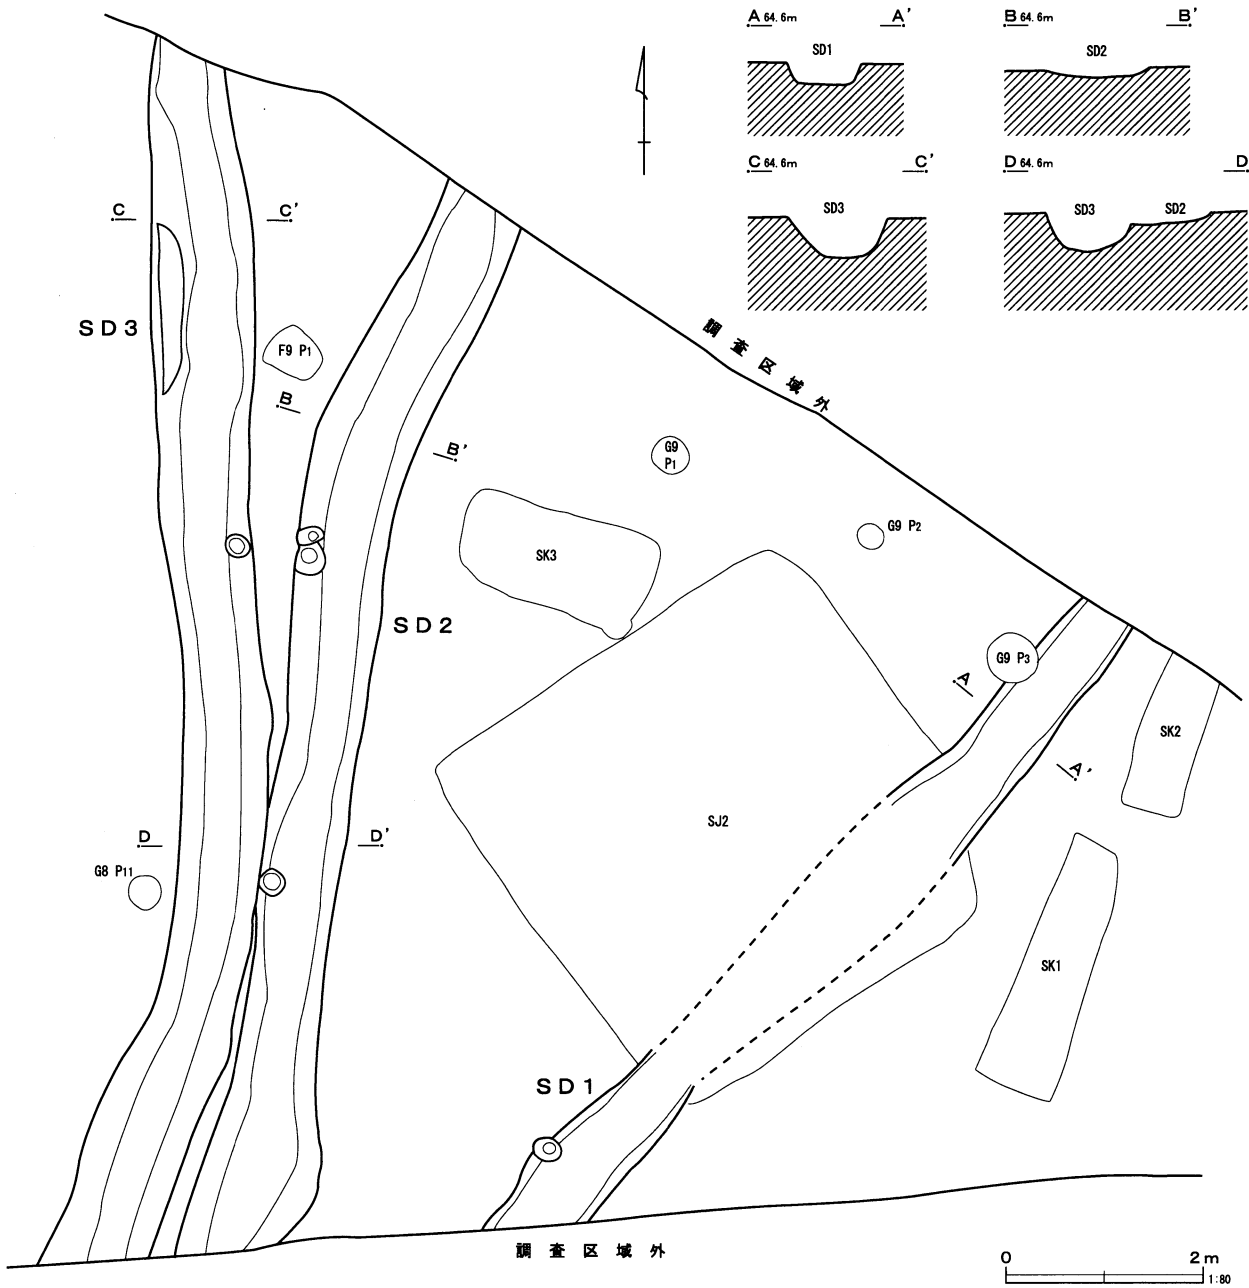 A 64.6m A'
SD1
B 64.6m B'
SD2
C 64.6m C'
SD3
D 64.6m D
SD3 SD2
C C'
SD3
F9 P1
B
B'
調査区域外
G9
P1
G9 P2
SK3
SD2
G9 P3
A
A'
SK2
SJ2
D D'
G8 P11
SK1
SD1
調査区域外
0 2m
1:80